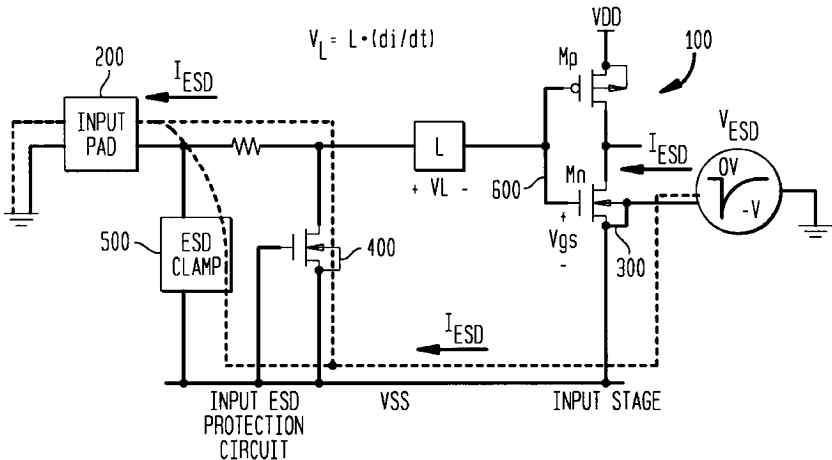 V_L = L•(di/dt)
VDD
200
100
I_ESD
Mp
INPUT
PAD
V_ESD
I_ESD
0V
-V
L
+ VL -
600
Mn
+
Vgs
-
300
500
ESD
CLAMP
400
I_ESD
INPUT ESD
PROTECTION
CIRCUIT
VSS
INPUT STAGE